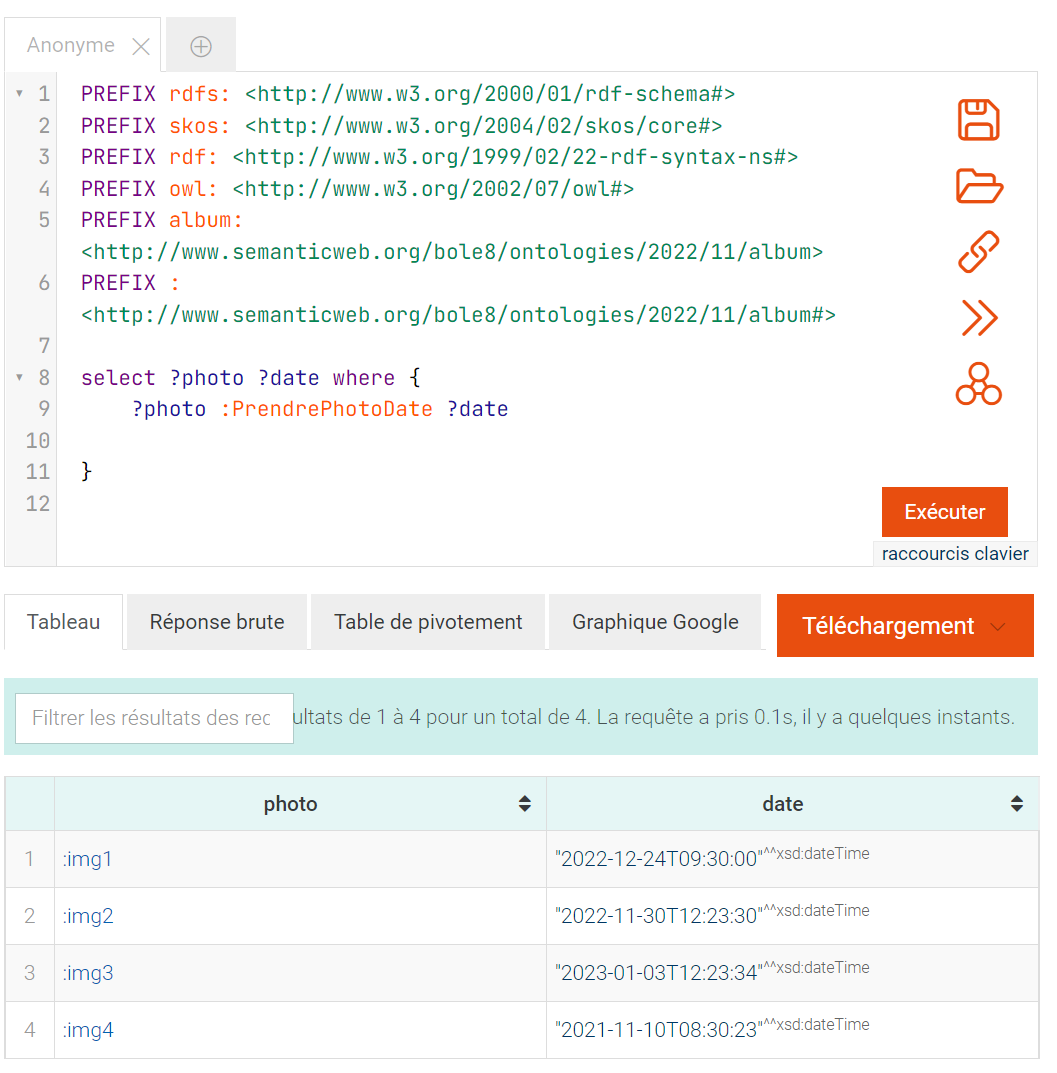 Anonyme
1 PREFIX rdfs: <http://www.w3.org/2000/01/rdf-schema#>
2 PREFIX skos: <http://www.w3.org/2004/02/skos/core#>
3 PREFIX rdf: <http://www.w3.org/1999/02/22-rdf-syntax-ns#>
4 PREFIX owl: <http://www.w3.org/2002/07/owl#>
5 PREFIX album:
<http://www.semanticweb.org/bole8/ontologies/2022/11/album>
6 PREFIX :
<http://www.semanticweb.org/bole8/ontologies/2022/11/album#>
7
8 select ?photo ?date where {
9 ?photo :PrendrePhotoDate ?date
10
11 }
12
Exécuter
raccourcis clavier
Tableau Réponse brute Table de pivotement Graphique Google Téléchargement
Filtrer les résultats des rec ultats de 1 à 4 pour un total de 4. La requête a pris 0.1s, il y a quelques instants.
photo date
1 :img1 "2022-12-24T09:30:00"^^xsd:dateTime
2 :img2 "2022-11-30T12:23:30"^^xsd:dateTime
3 :img3 "2023-01-03T12:23:34"^^xsd:dateTime
4 :img4 "2021-11-10T08:30:23"^^xsd:dateTime